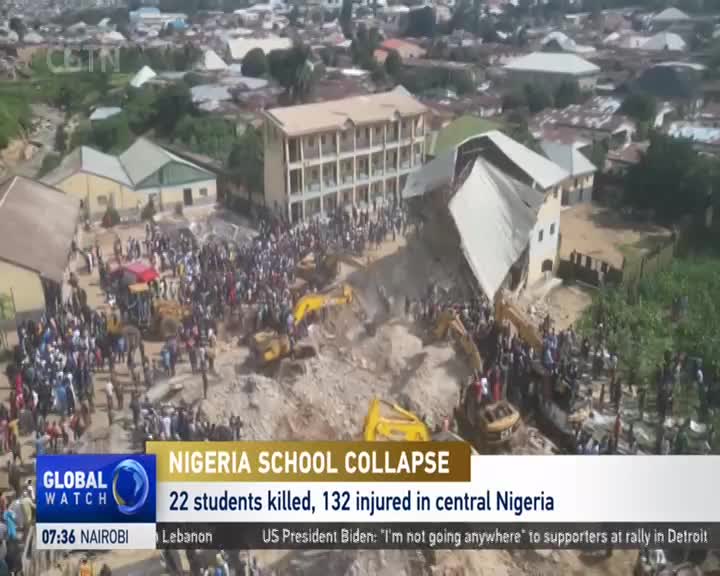 CGTN
NIGERIA SCHOOL COLLAPSE
GLOBAL
WATCH
22 students killed, 132 injured in central Nigeria
07:36 NAIROBI
Lebanon US President Biden: "I'm not going anywhere" to supporters at rally in Detroit